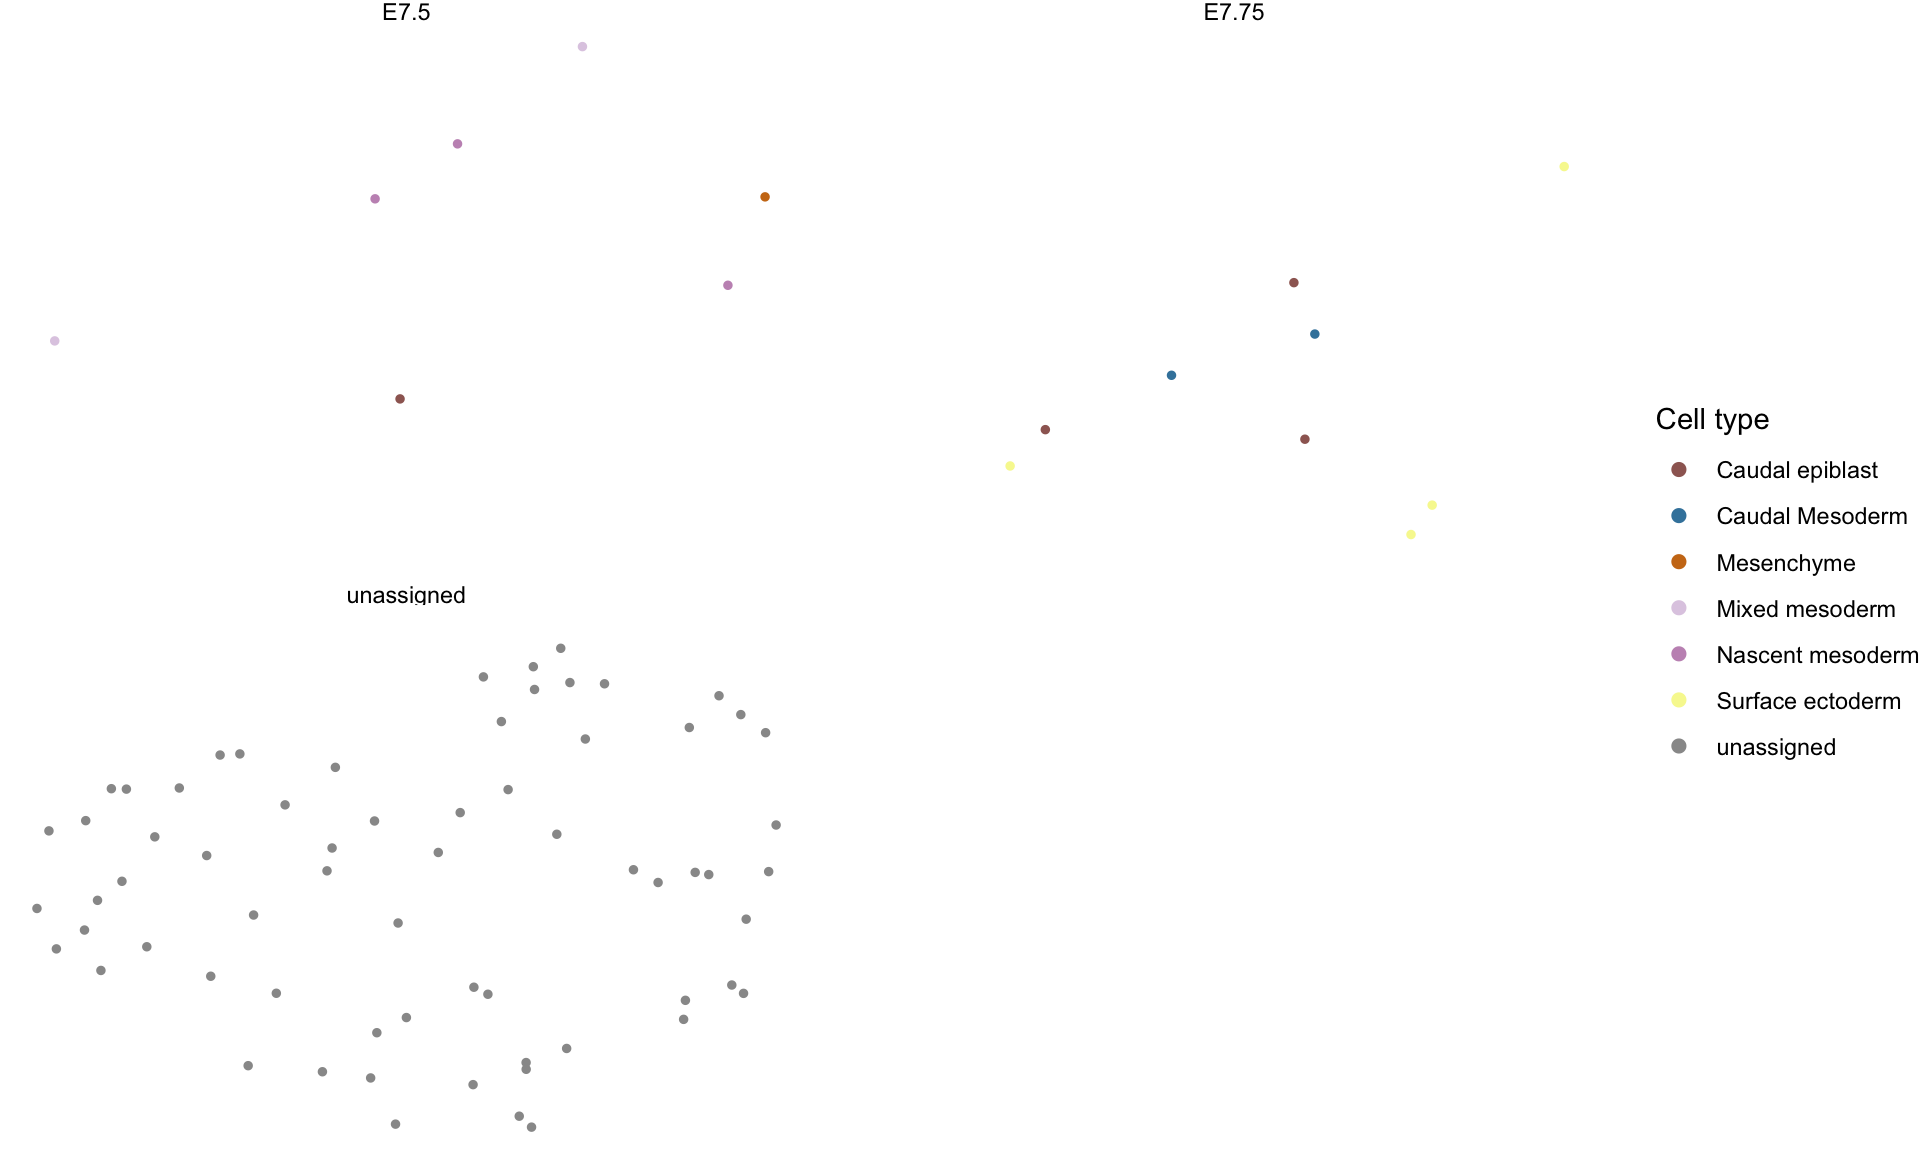 E7.5
E7.75
unassigned
Cell type
Caudal epiblast
Caudal Mesoderm
Mesenchyme
Mixed mesoderm
Nascent mesoderm
Surface ectoderm
unassigned